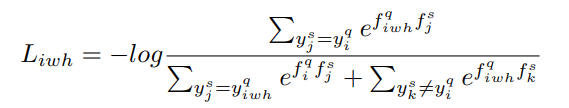 L_{iwh} = -log \frac{\sum_{y_j^s = y_i^q} e^{f_{iwh}^q f_j^s}}{\sum_{y_j^s = y_{iwh}^q} e^{f_i^q f_j^s} + \sum_{y_k^s \neq y_i^q} e^{f_{iwh}^q f_k^s}}